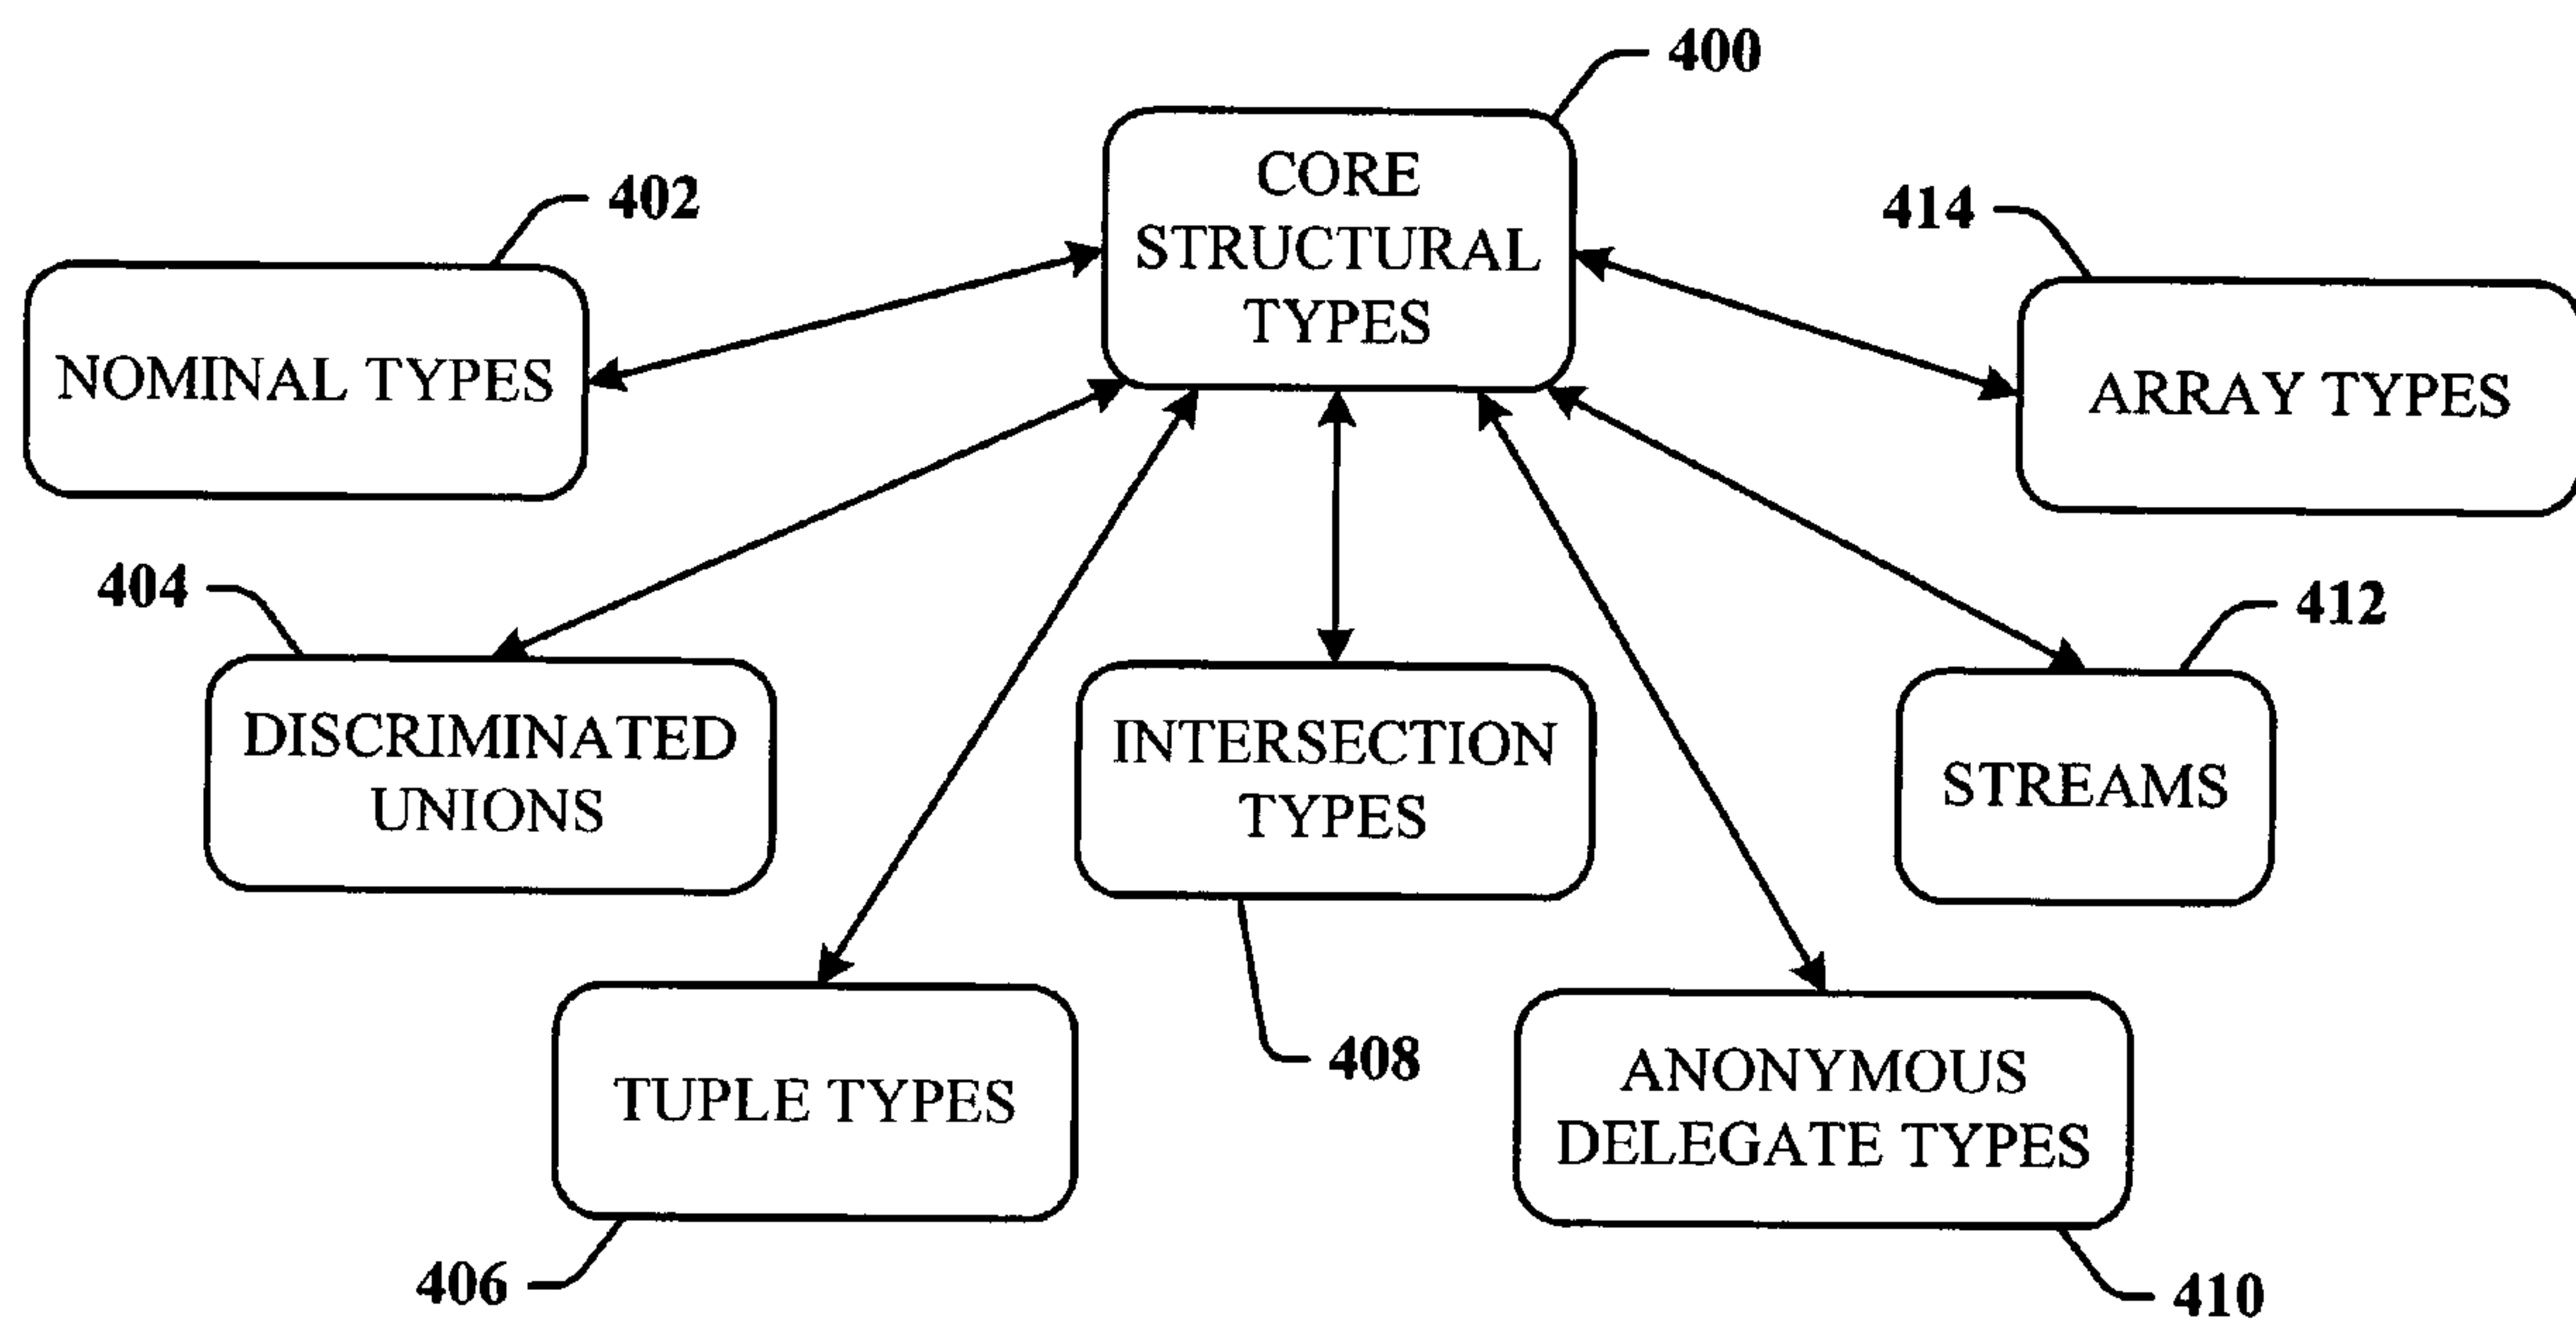 400
CORE
STRUCTURAL
TYPES
402
NOMINAL TYPES
414
ARRAY TYPES
404
DISCRIMINATED
UNIONS
INTERSECTION
TYPES
408
412
STREAMS
TUPLE TYPES
406
ANONYMOUS
DELEGATE TYPES
410